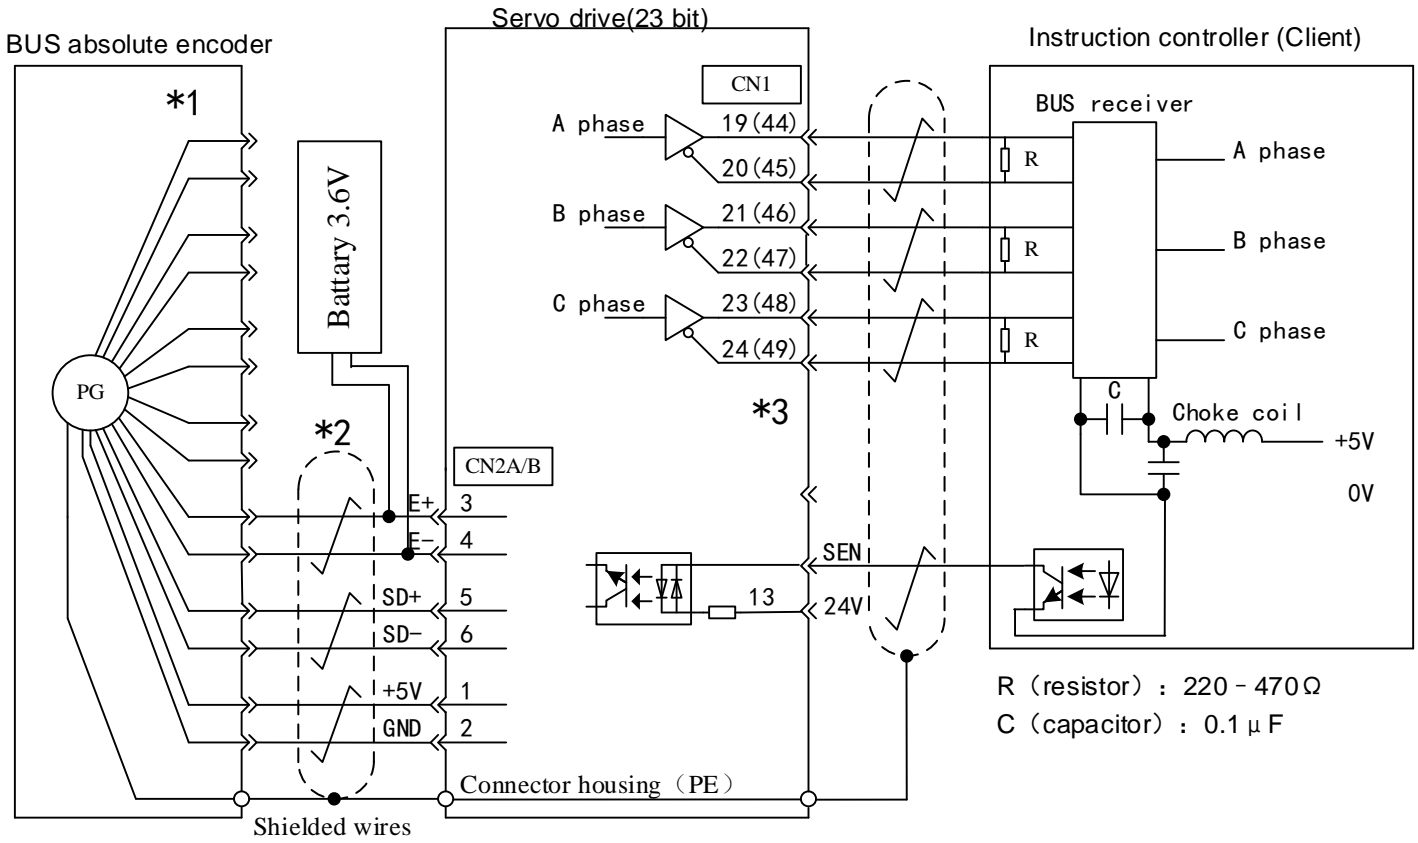 Servo drive(23 bit)
BUS absolute encoder
Instruction controller (Client)
*1
Battary 3.6V
PG
*2
CN1
A phase
19(44)
20(45)
B phase
21(46)
22(47)
C phase
23(48)
24(49)
*3
CN2A/B
E+ 3
E- 4
SD+ 5
SD- 6
+5V 1
GND 2
SEN
13
24V
Connector housing（PE）
Shielded wires
BUS receiver
R
A phase
R
B phase
R
C phase
C
Choke coil
+5V
0V
R（resistor）：220－470Ω
C（capacitor）：0.1μF